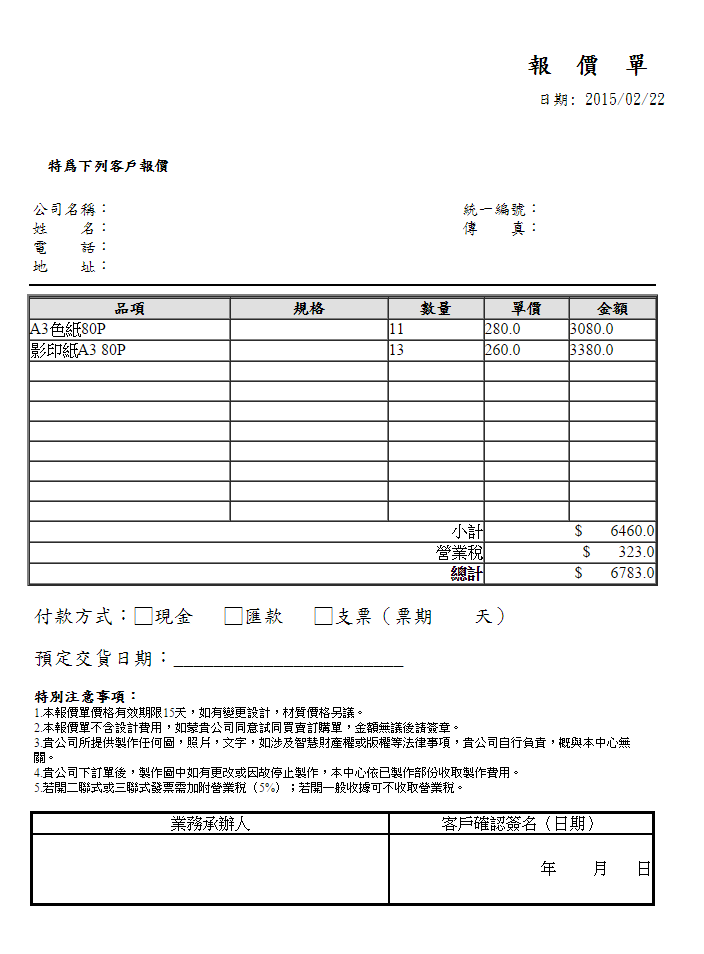 報 價 單
日期: 2015/02/22
特爲下列客戶報價
公司名稱： 統一編號：
姓 名： 傳 真：
電 話：
地 址：
品項 規格 數量 單價 金額
A3色紙80P 11 280.0 3080.0
影印紙A3 80P 13 260.0 3380.0
小計 $ 6460.0
營業稅 $ 323.0
總計 $ 6783.0
付款方式：□現金 □匯款 □支票（票期 天）
預定交貨日期：_______________________
特別注意事項：
1.本報價單價格有效期限15天，如有變更設計，材質價格另議。
2.本報價單不含設計費用，如蒙貴公司同意試同買賣訂購單，金額無議後請簽章。
3.貴公司所提供製作任何圖，照片，文字，如涉及智慧財產權或版權等法律事項，貴公司自行負責，概與本中心無
關。
4.貴公司下訂單後，製作圖中如有更改或因故停止製作，本中心依已製作部份收取製作費用。
5.若開二聯式或三聯式發票需加附營業稅（5%）；若開一般收據可不收取營業稅。
業務承辦人 客戶確認簽名（日期）
年 月 日